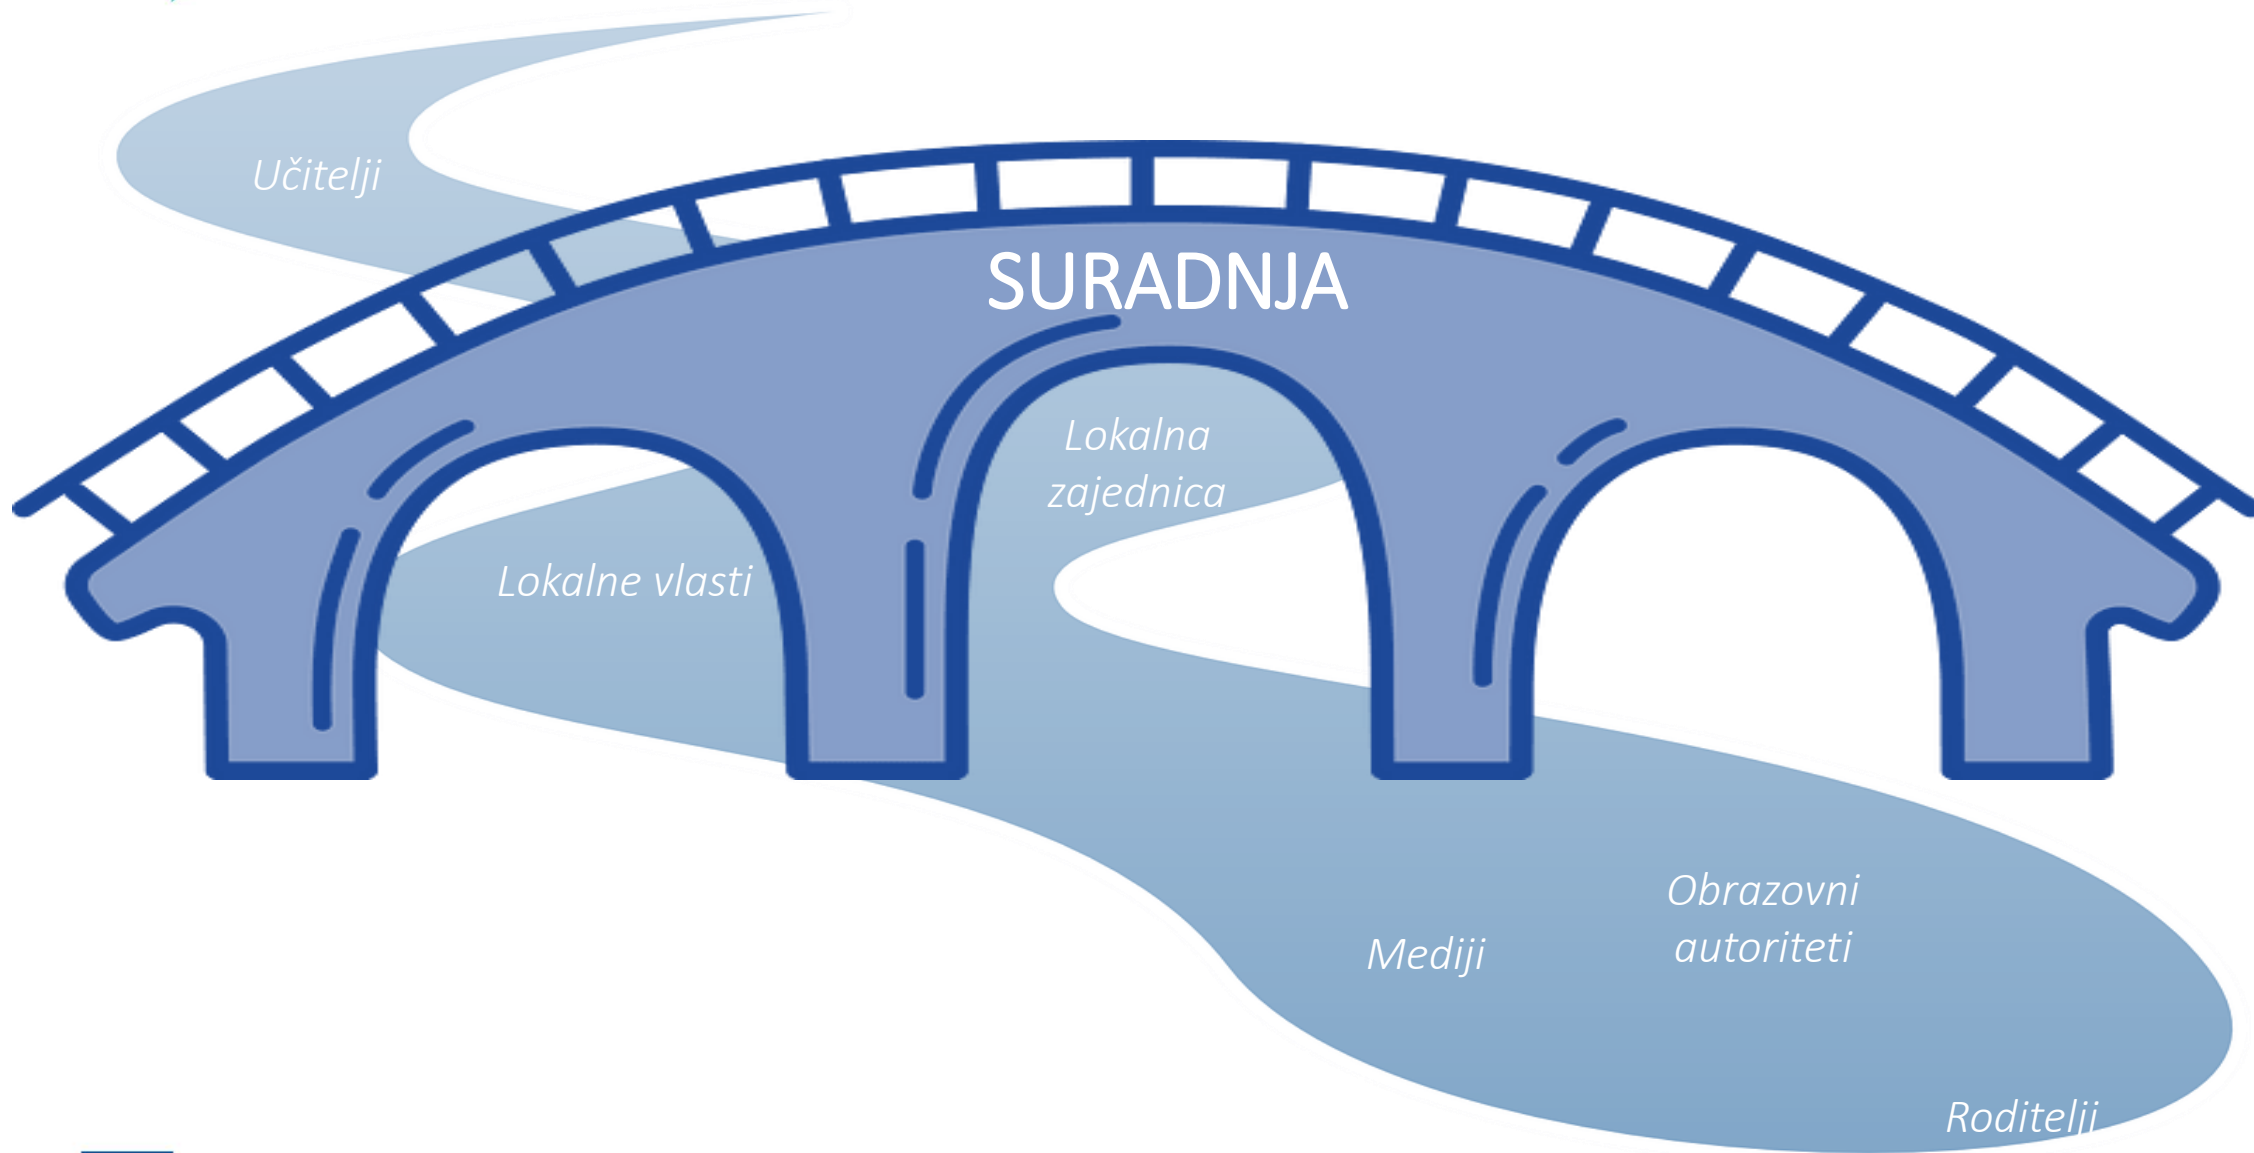 Učitelji
SURADNJA
Lokalna
zajednica
Lokalne vlasti
Obrazovni
autoriteti
Mediji
Roditelji